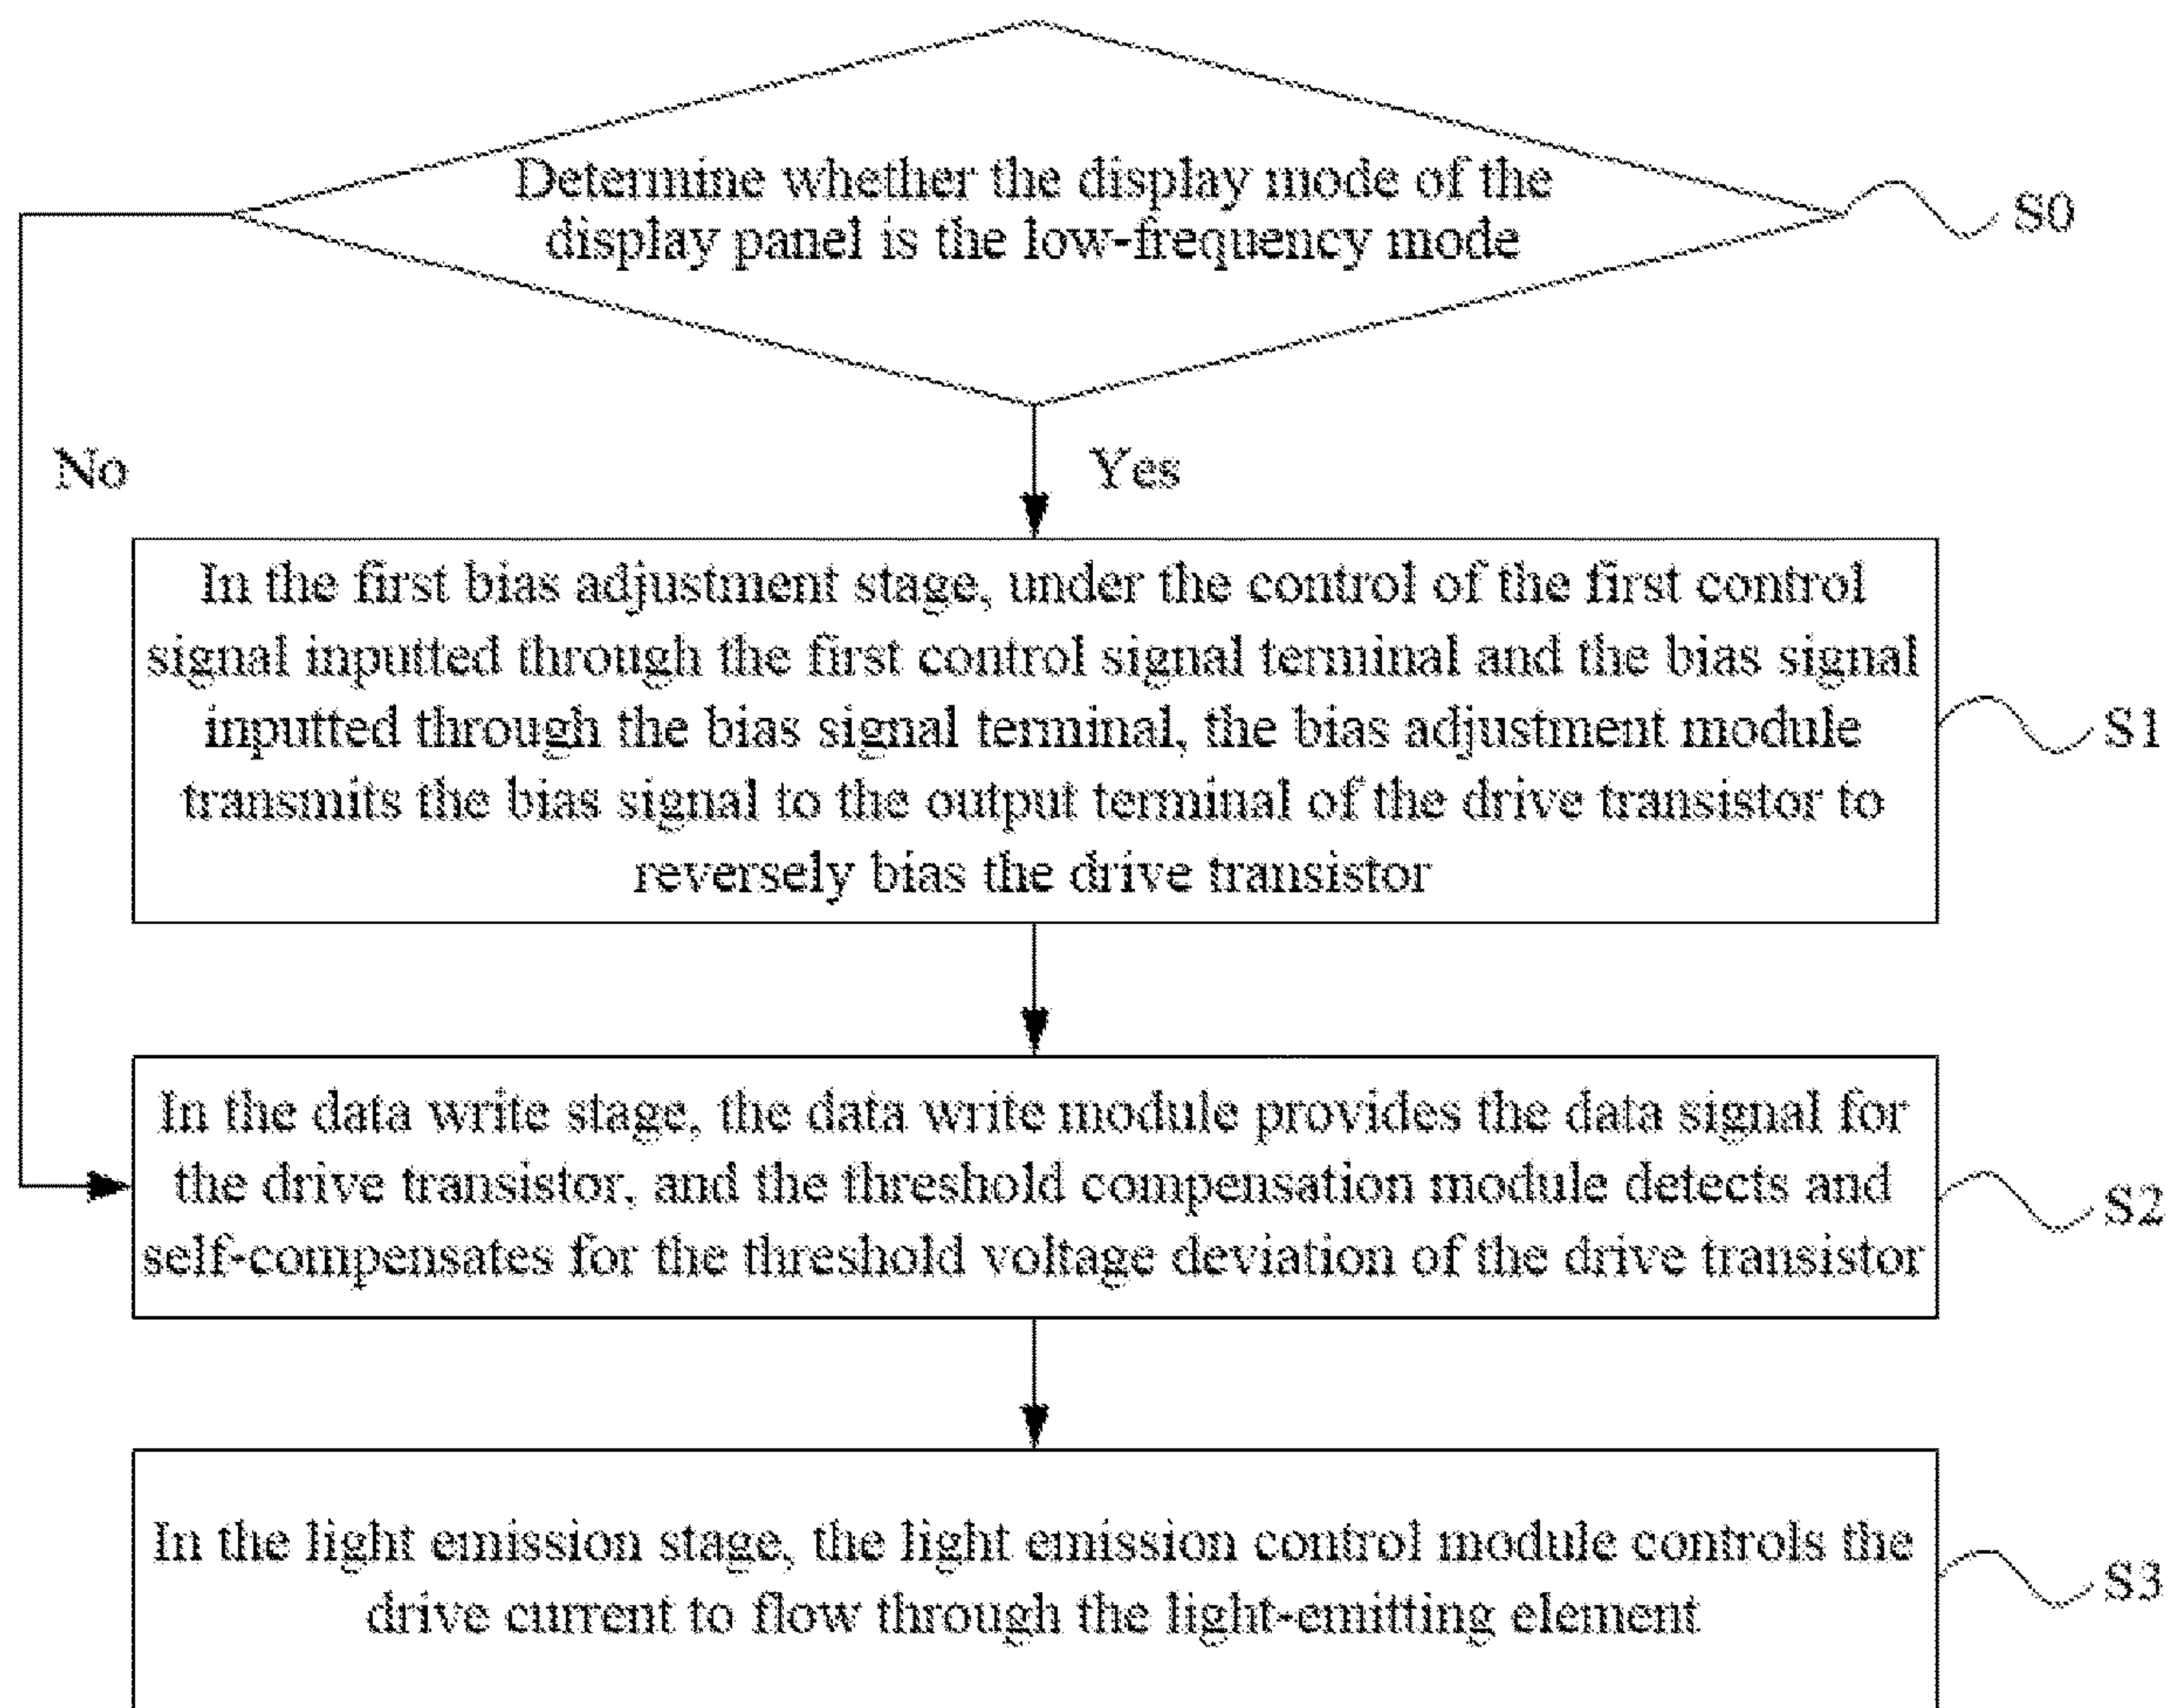 Determine whether the display mode of the
display panel is the low-frequency mode
S0
No
Yes
In the first bias adjustment stage, under the control of the first control
signal inputted through the first control signal terminal and the bias signal
inputted through the bias signal terminal, the bias adjustment module
transmits the bias signal to the output terminal of the drive transistor to
reversely bias the drive transistor
S1
In the data write stage, the data write module provides the data signal for
the drive transistor, and the threshold compensation module detects and
self-compensates for the threshold voltage deviation of the drive transistor
S2
In the light emission stage, the light emission control module controls the
drive current to flow through the light-emitting element
S3